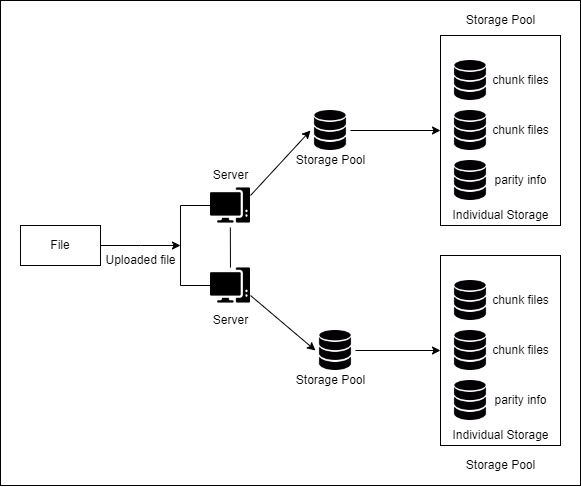 Storage Pool
chunk files
chunk files
Storage Pool
Server
parity info
Individual Storage
File
Uploaded file
chunk files
Server
chunk files
Storage Pool
parity info
Individual Storage
Storage Pool